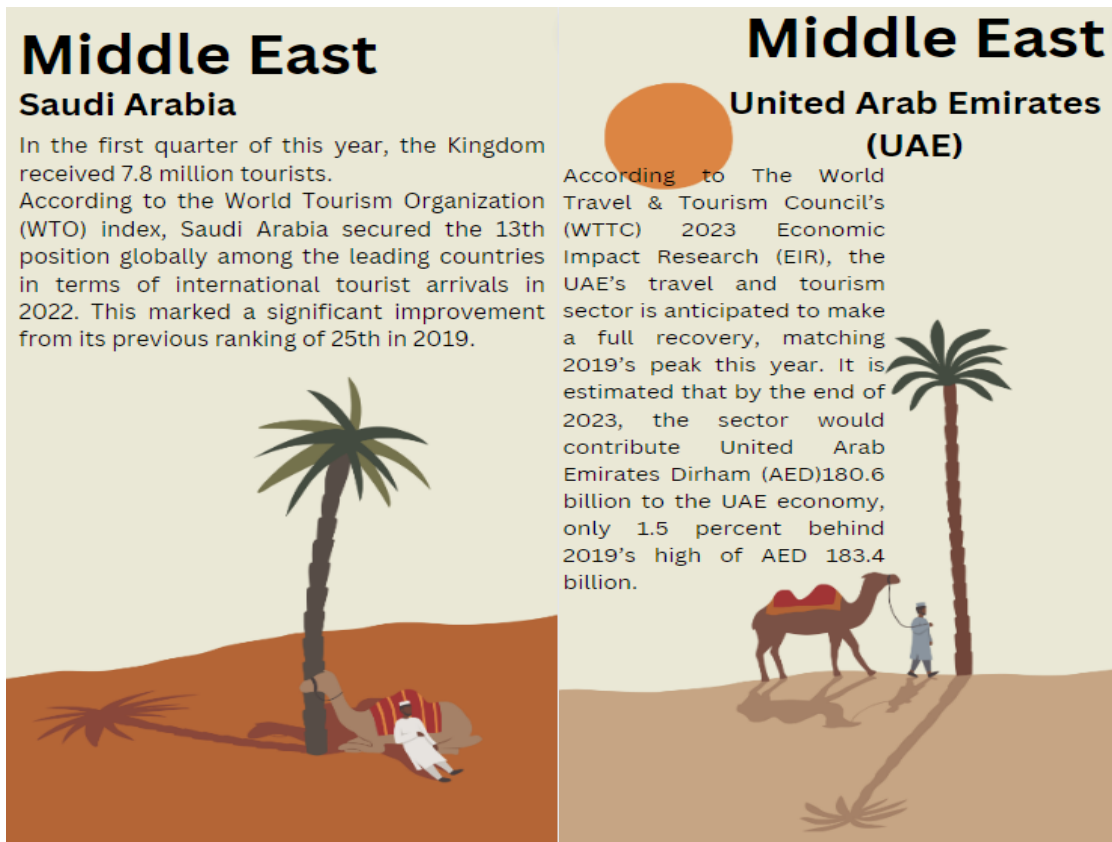 Middle East
Saudi Arabia
In the first quarter of this year, the Kingdom
received 7.8 million tourists.
According to the World Tourism Organization
(WTO) index, Saudi Arabia secured the 13th
position globally among the leading countries
in terms of international tourist arrivals in
2022. This marked a significant improvement
from its previous ranking of 25th in 2019.
Middle East
United Arab Emirates
(UAE)
According to The World
Travel & Tourism Council's
(WTTC) 2023 Economic
Impact Research (EIR), the
UAE's travel and tourism
sector is anticipated to make
a full recovery, matching
2019's peak this year. It is
estimated that by the end of
2023, the sector would
contribute United Arab
Emirates Dirham (AED)180.6
billion to the UAE economy,
only 1.5 percent behind
2019's high of AED 183.4
billion.